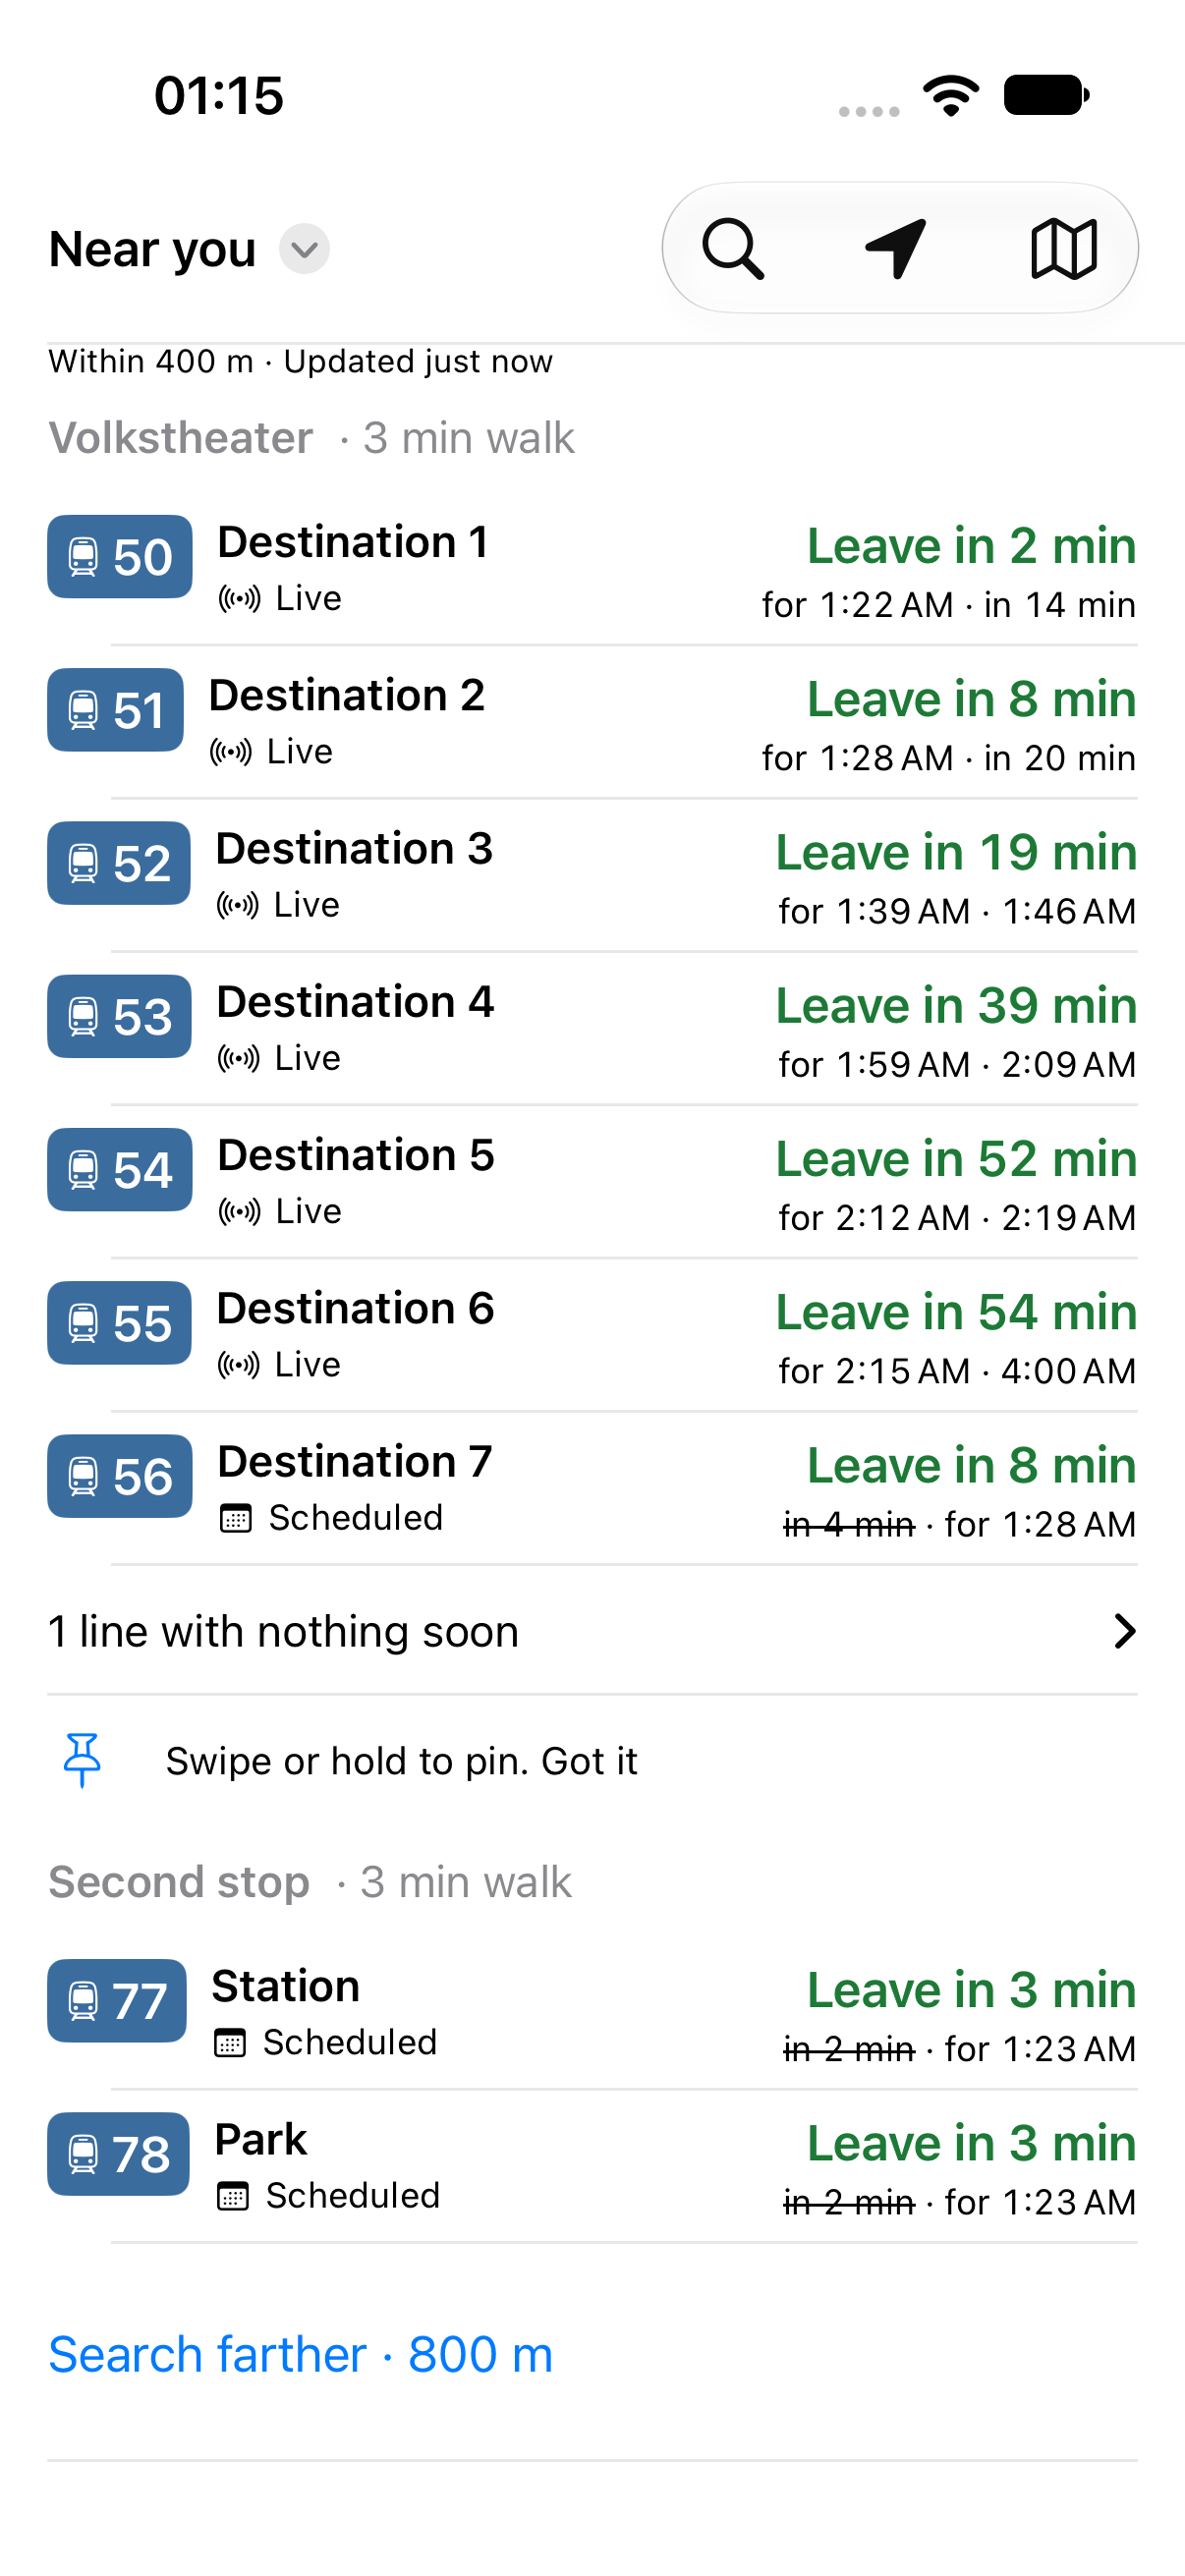 01:15
Near you
Within 400 m · Updated just now
Volkstheater · 3 min walk
50 Destination 1 Leave in 2 min
Live for 1:22 AM · in 14 min
51 Destination 2 Leave in 8 min
Live for 1:28 AM · in 20 min
52 Destination 3 Leave in 19 min
Live for 1:39 AM · 1:46 AM
53 Destination 4 Leave in 39 min
Live for 1:59 AM · 2:09 AM
54 Destination 5 Leave in 52 min
Live for 2:12 AM · 2:19 AM
55 Destination 6 Leave in 54 min
Live for 2:15 AM · 4:00 AM
56 Destination 7 Leave in 8 min
Scheduled in 4 min · for 1:28 AM
1 line with nothing soon
Swipe or hold to pin. Got it
Second stop · 3 min walk
77 Station Leave in 3 min
Scheduled in 2 min · for 1:23 AM
78 Park Leave in 3 min
Scheduled in 2 min · for 1:23 AM
Search farther · 800 m